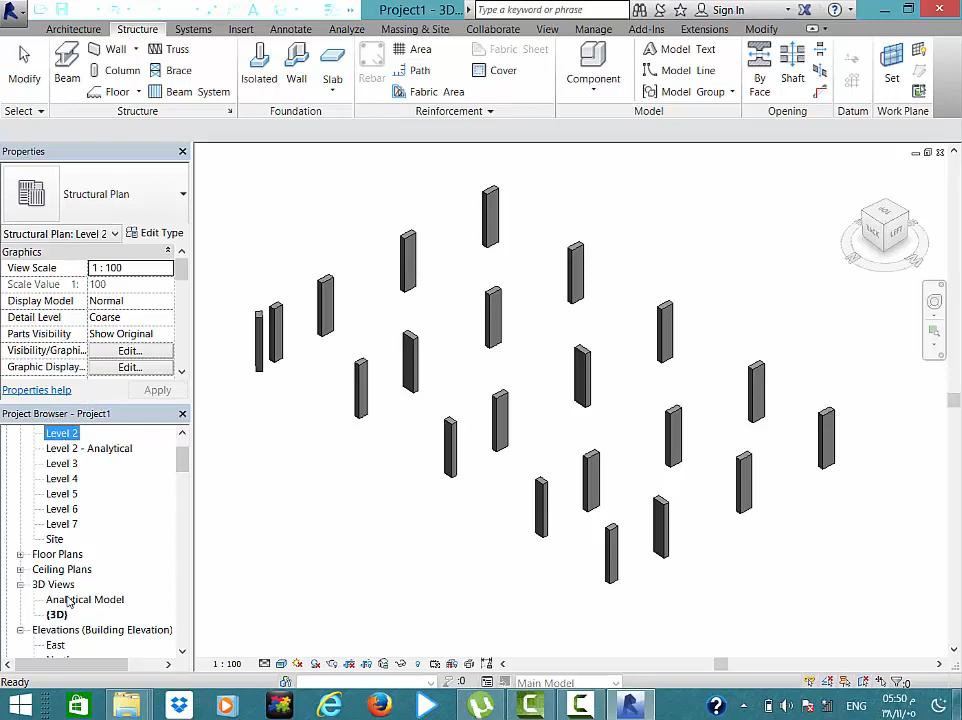 Project1 - 3D...
Type a keyword or phrase
Sign In
Architecture Structure Systems Insert Annotate Analyze Massing & Site Collaborate View Manage Add-Ins Extensions Modify
Modify
Beam
Wall
Column
Floor
Truss
Brace
Beam System
Isolated
Wall
Slab
Rebar
Area
Path
Fabric Area
Fabric Sheet
Cover
Component
Model Text
Model Line
Model Group
By
Face
Shaft
Set
Select
Structure
Foundation
Reinforcement
Model
Opening
Datum
Work Plane
Properties
Structural Plan
Structural Plan: Level 2
Edit Type
Graphics
View Scale 1 : 100
Scale Value 1: 100
Display Model Normal
Detail Level Coarse
Parts Visibility Show Original
Visibility/Graphi... Edit...
Graphic Display... Edit...
Properties help
Apply
Project Browser - Project1
Level 2
Level 2 - Analytical
Level 3
Level 4
Level 5
Level 6
Level 7
Site
Floor Plans
Ceiling Plans
3D Views
Analytical Model
{3D}
Elevations (Building Elevation)
East
BACK
LEFT
1 : 100
Ready
:0
Main Model
:0
ENG
05:50 م